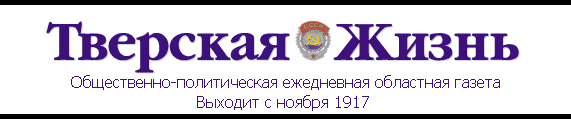 Тверская Жизнь
Общественно-политическая ежедневная областная газета
Выходит с ноября 1917